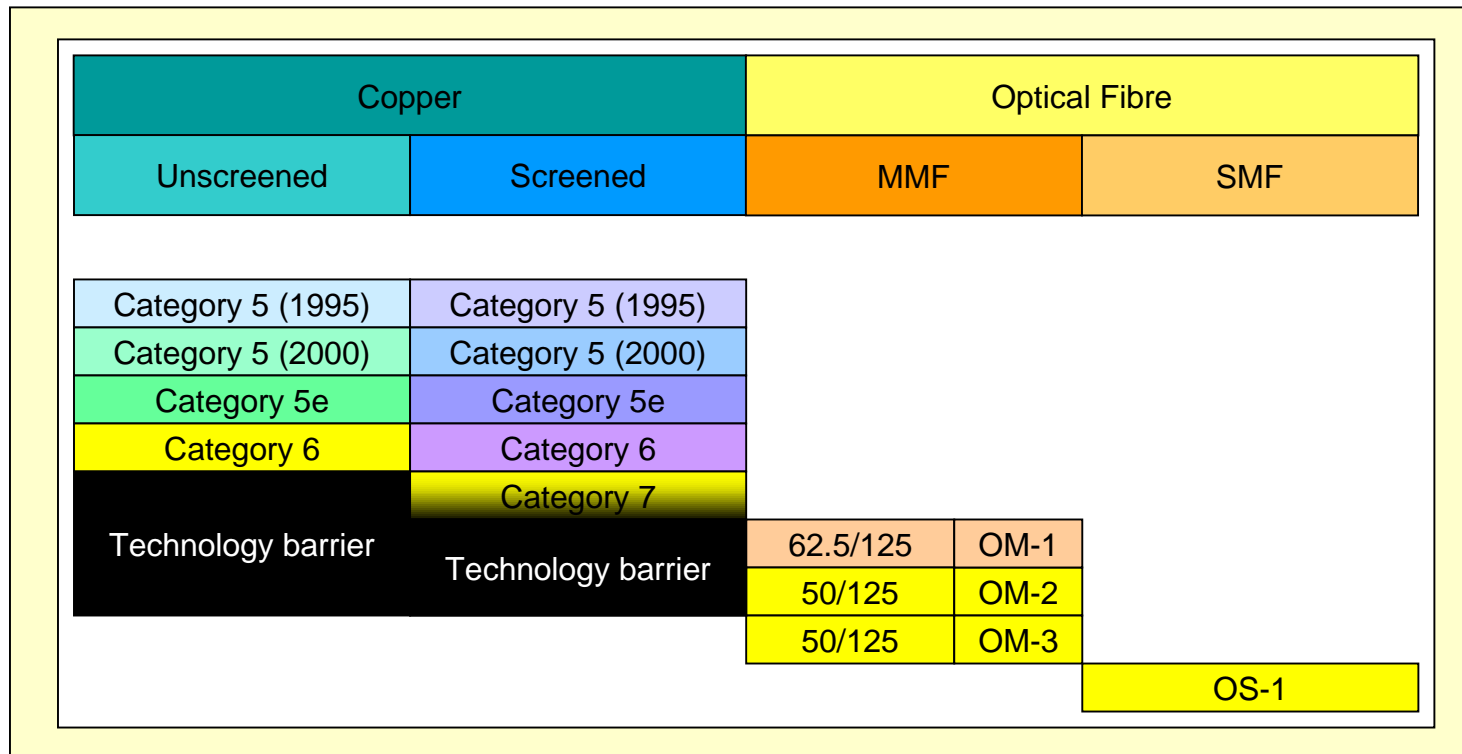 Copper Optical Fibre
Unscreened Screened MMF SMF
Category 5 (1995) Category 5 (1995)
Category 5 (2000) Category 5 (2000)
Category 5e Category 5e
Category 6 Category 6
Category 7
Technology barrier
Technology barrier
62.5/125 OM-1
50/125 OM-2
50/125 OM-3
OS-1